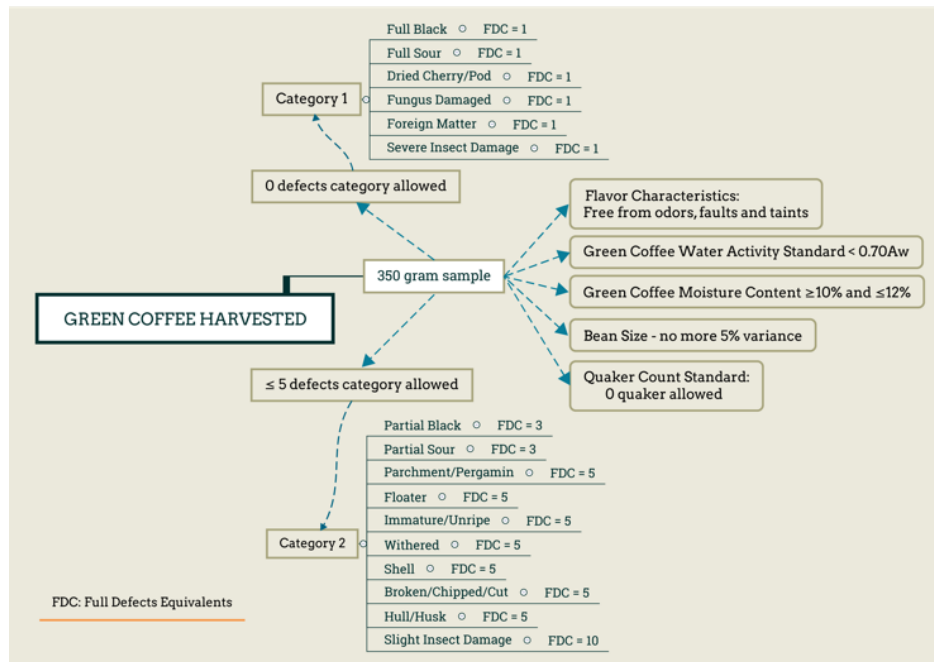 Full Black FDC = 1
Full Sour FDC = 1
Dried Cherry/Pod FDC = 1
Category 1
Fungus Damaged FDC = 1
Foreign Matter FDC = 1
Severe Insect Damage FDC = 1
0 defects category allowed
Flavor Characteristics:
Free from odors, faults and taints
Green Coffee Water Activity Standard < 0.70Aw
350 gram sample
Green Coffee Moisture Content ≥10% and ≤12%
GREEN COFFEE HARVESTED
Bean Size - no more 5% variance
Quaker Count Standard:
0 quaker allowed
≤ 5 defects category allowed
Partial Black FDC = 3
Partial Sour FDC = 3
Parchment/Pergamin FDC = 5
Floater FDC = 5
Immature/Unripe FDC = 5
Category 2
Withered FDC = 5
Shell FDC = 5
Broken/Chipped/Cut FDC = 5
Hull/Husk FDC = 5
Slight Insect Damage FDC = 10
FDC: Full Defects Equivalents